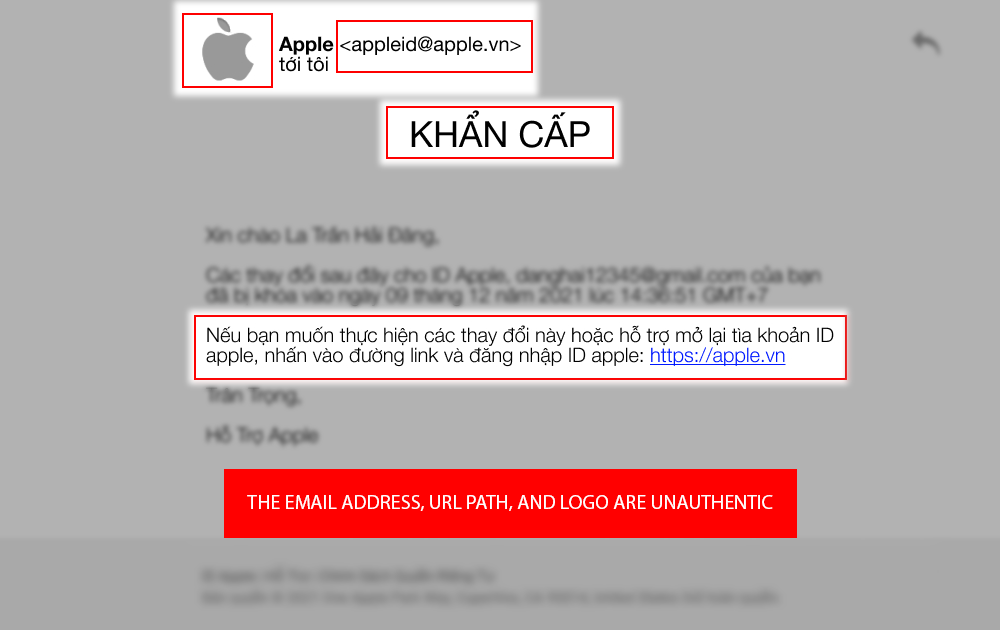 Apple <appleid@apple.vn>
tới tôi
KHẨN CẤP
Xin chào La Trần Hải Đăng,
Các thay đổi sau đây cho ID Apple, danghai12345@gmail.com của bạn
đã bị khóa vào ngày 09 tháng 12 năm 2021 lúc 14:36:51 GMT+7
Nếu bạn muốn thực hiện các thay đổi này hoặc hỗ trợ mở lại tìa khoản ID
apple, nhấn vào đường link và đăng nhập ID apple: https://apple.vn
Trân Trọng,
Hỗ Trợ Apple
THE EMAIL ADDRESS, URL PATH, AND LOGO ARE UNAUTHENTIC